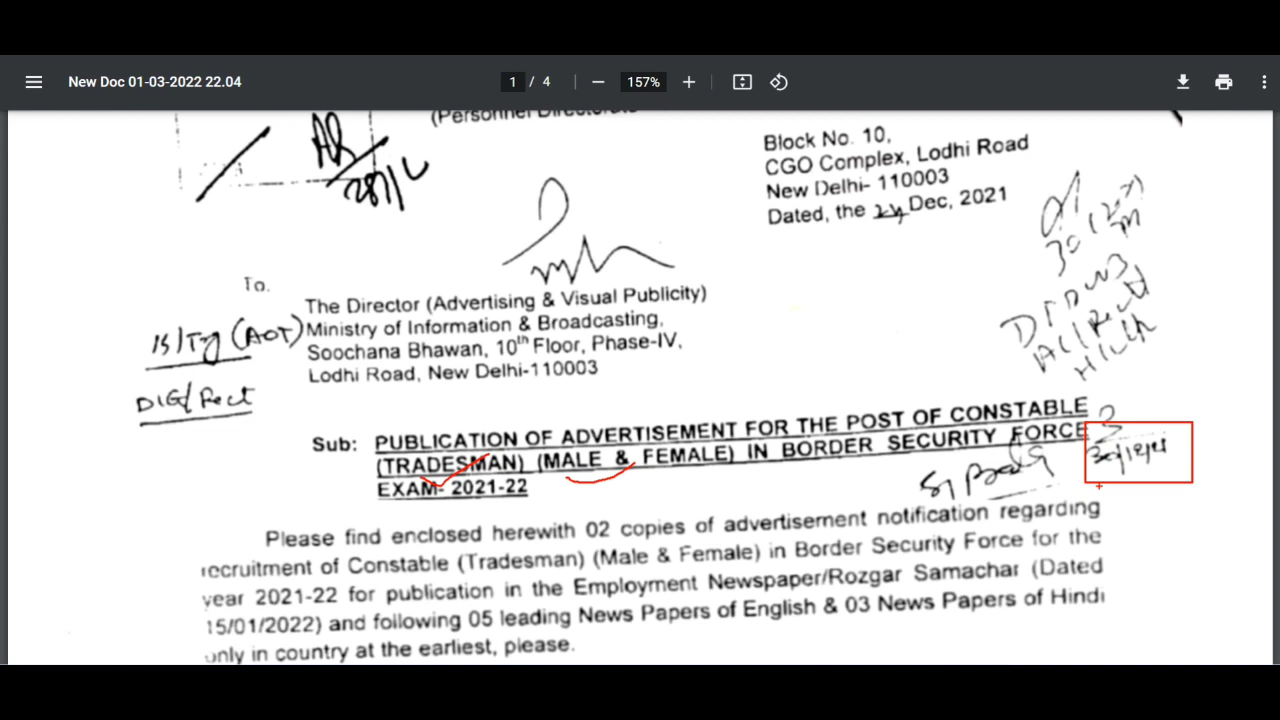 New Doc 01-03-2022 22.04
1 / 4
157%
(Personnel Directorate
Block No. 10,
CGO Complex, Lodhi Road
New Delhi- 110003
Dated, the 24 Dec, 2021
To.
The Director (Advertising & Visual Publicity)
Ministry of Information & Broadcasting,
Soochana Bhawan, 10th Floor, Phase-IV,
Lodhi Road, New Delhi-110003
DIG/Rect
Sub: PUBLICATION OF ADVERTISEMENT FOR THE POST OF CONSTABLE
(TRADESMAN) (MALE & FEMALE) IN BORDER SECURITY FORCE
EXAM- 2021-22
Please find enclosed herewith 02 copies of advertisement notification regarding
recruitment of Constable (Tradesman) (Male & Female) in Border Security Force for the
year 2021-22 for publication in the Employment Newspaper/Rozgar Samachar (Dated
15/01/2022) and following 05 leading News Papers of English & 03 News Papers of Hindi
only in country at the earliest, please.